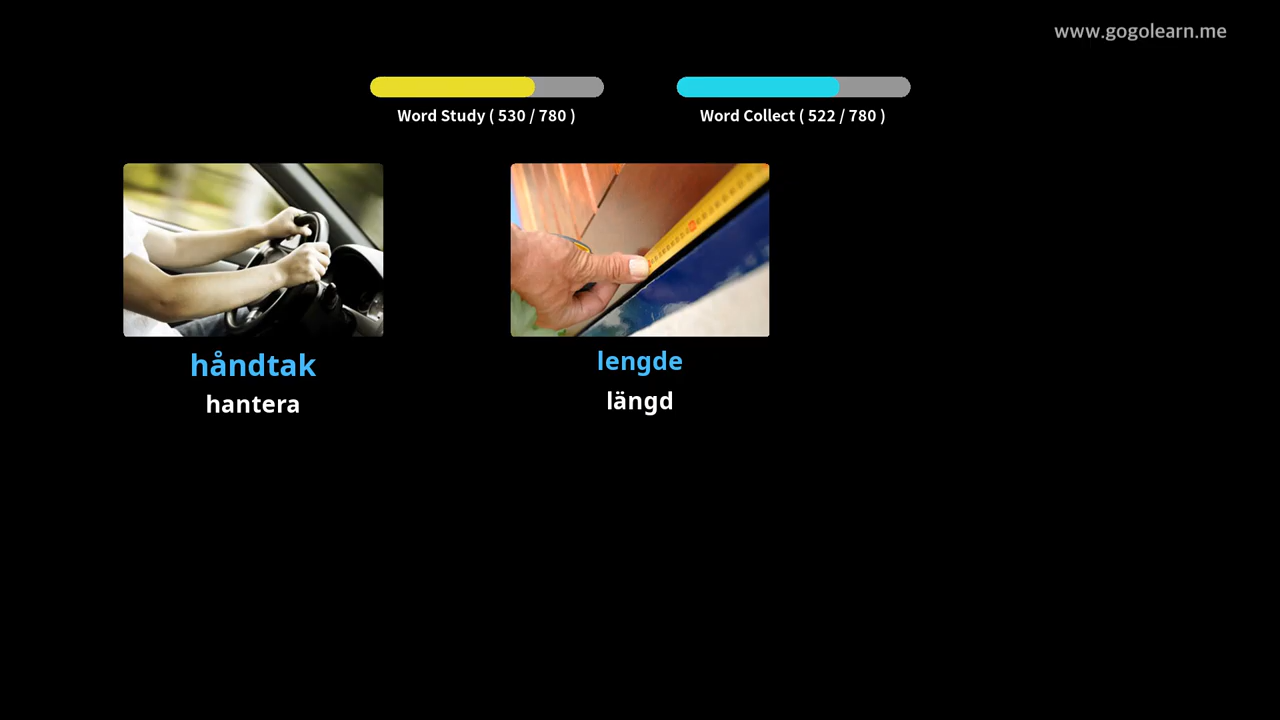 www.gogolearn.me
Word Study ( 530 / 780 )
Word Collect ( 522 / 780 )
håndtak
hantera
lengde
längd